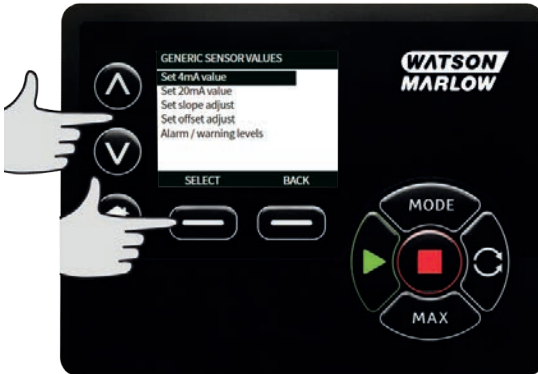 GENERIC SENSOR VALUES
Set 4mA value
Set 20mA value
Set slope adjust
Set offset adjust
Alarm / warning levels
SELECT BACK
WATSON
MARLOW
MODE
MAX